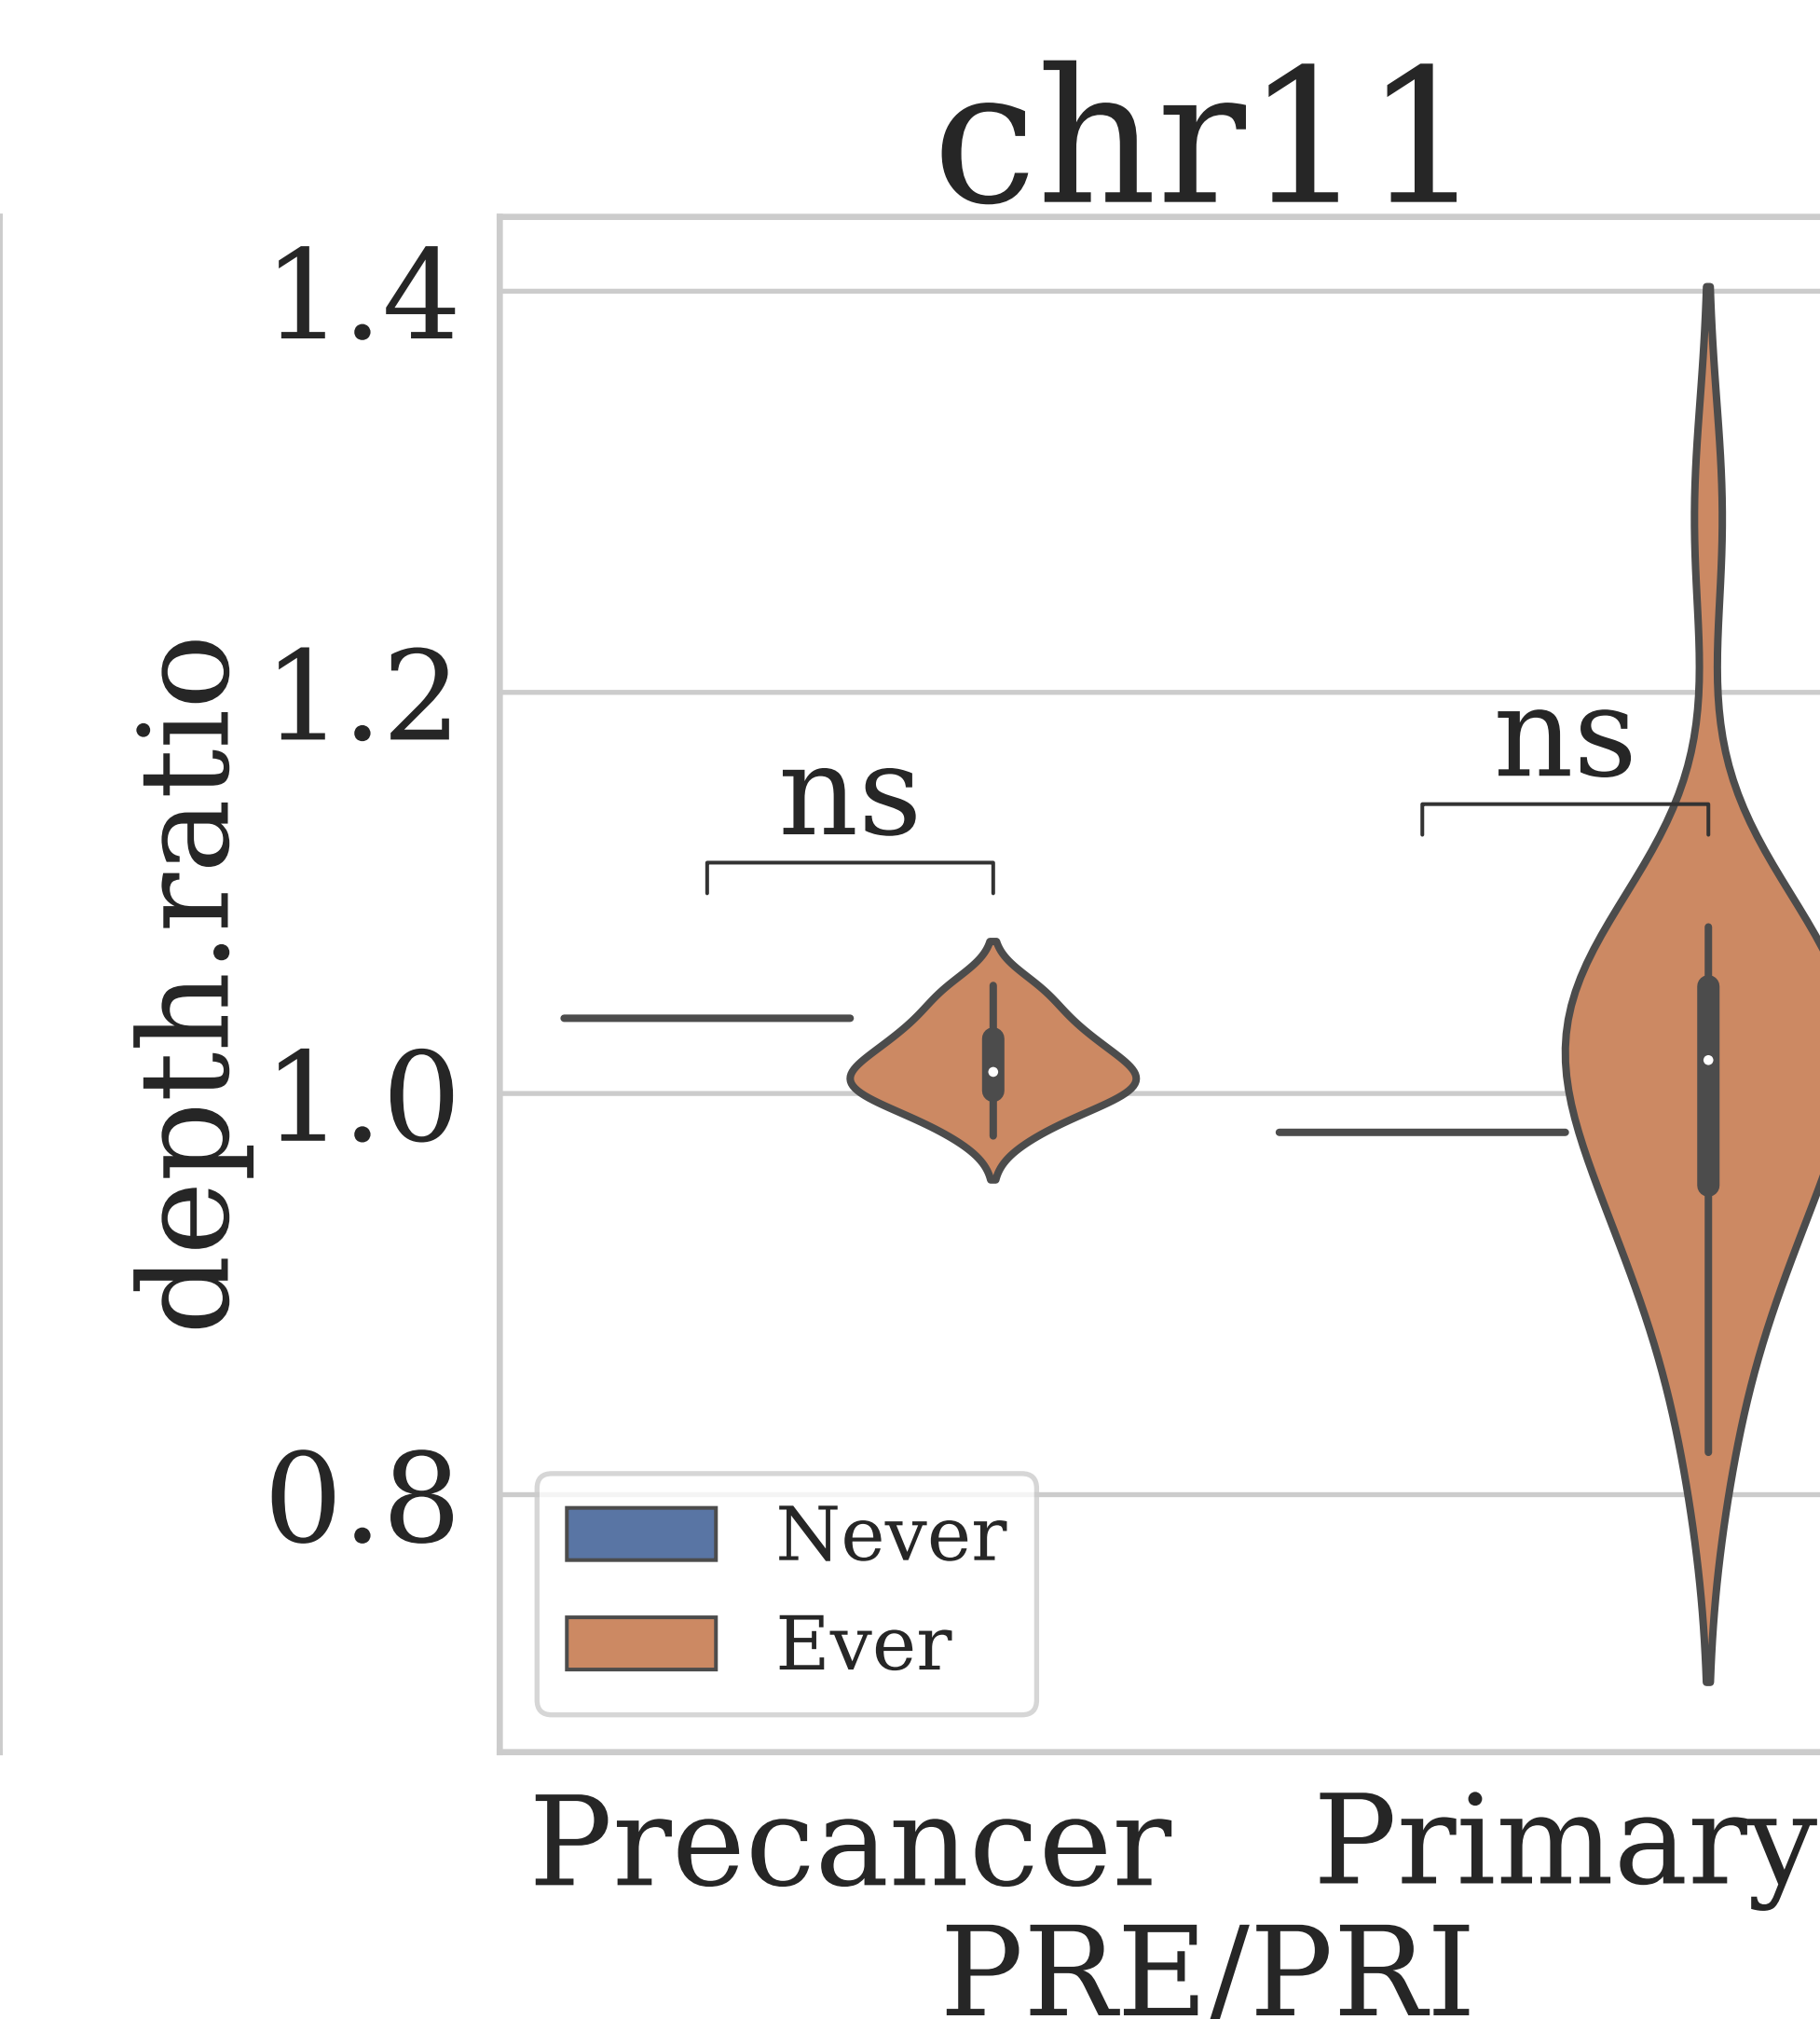 chr11
1.4
1.2
1.0
0.8
depth.ratio
ns
ns
Never
Ever
Precancer Primary
PRE/PRI